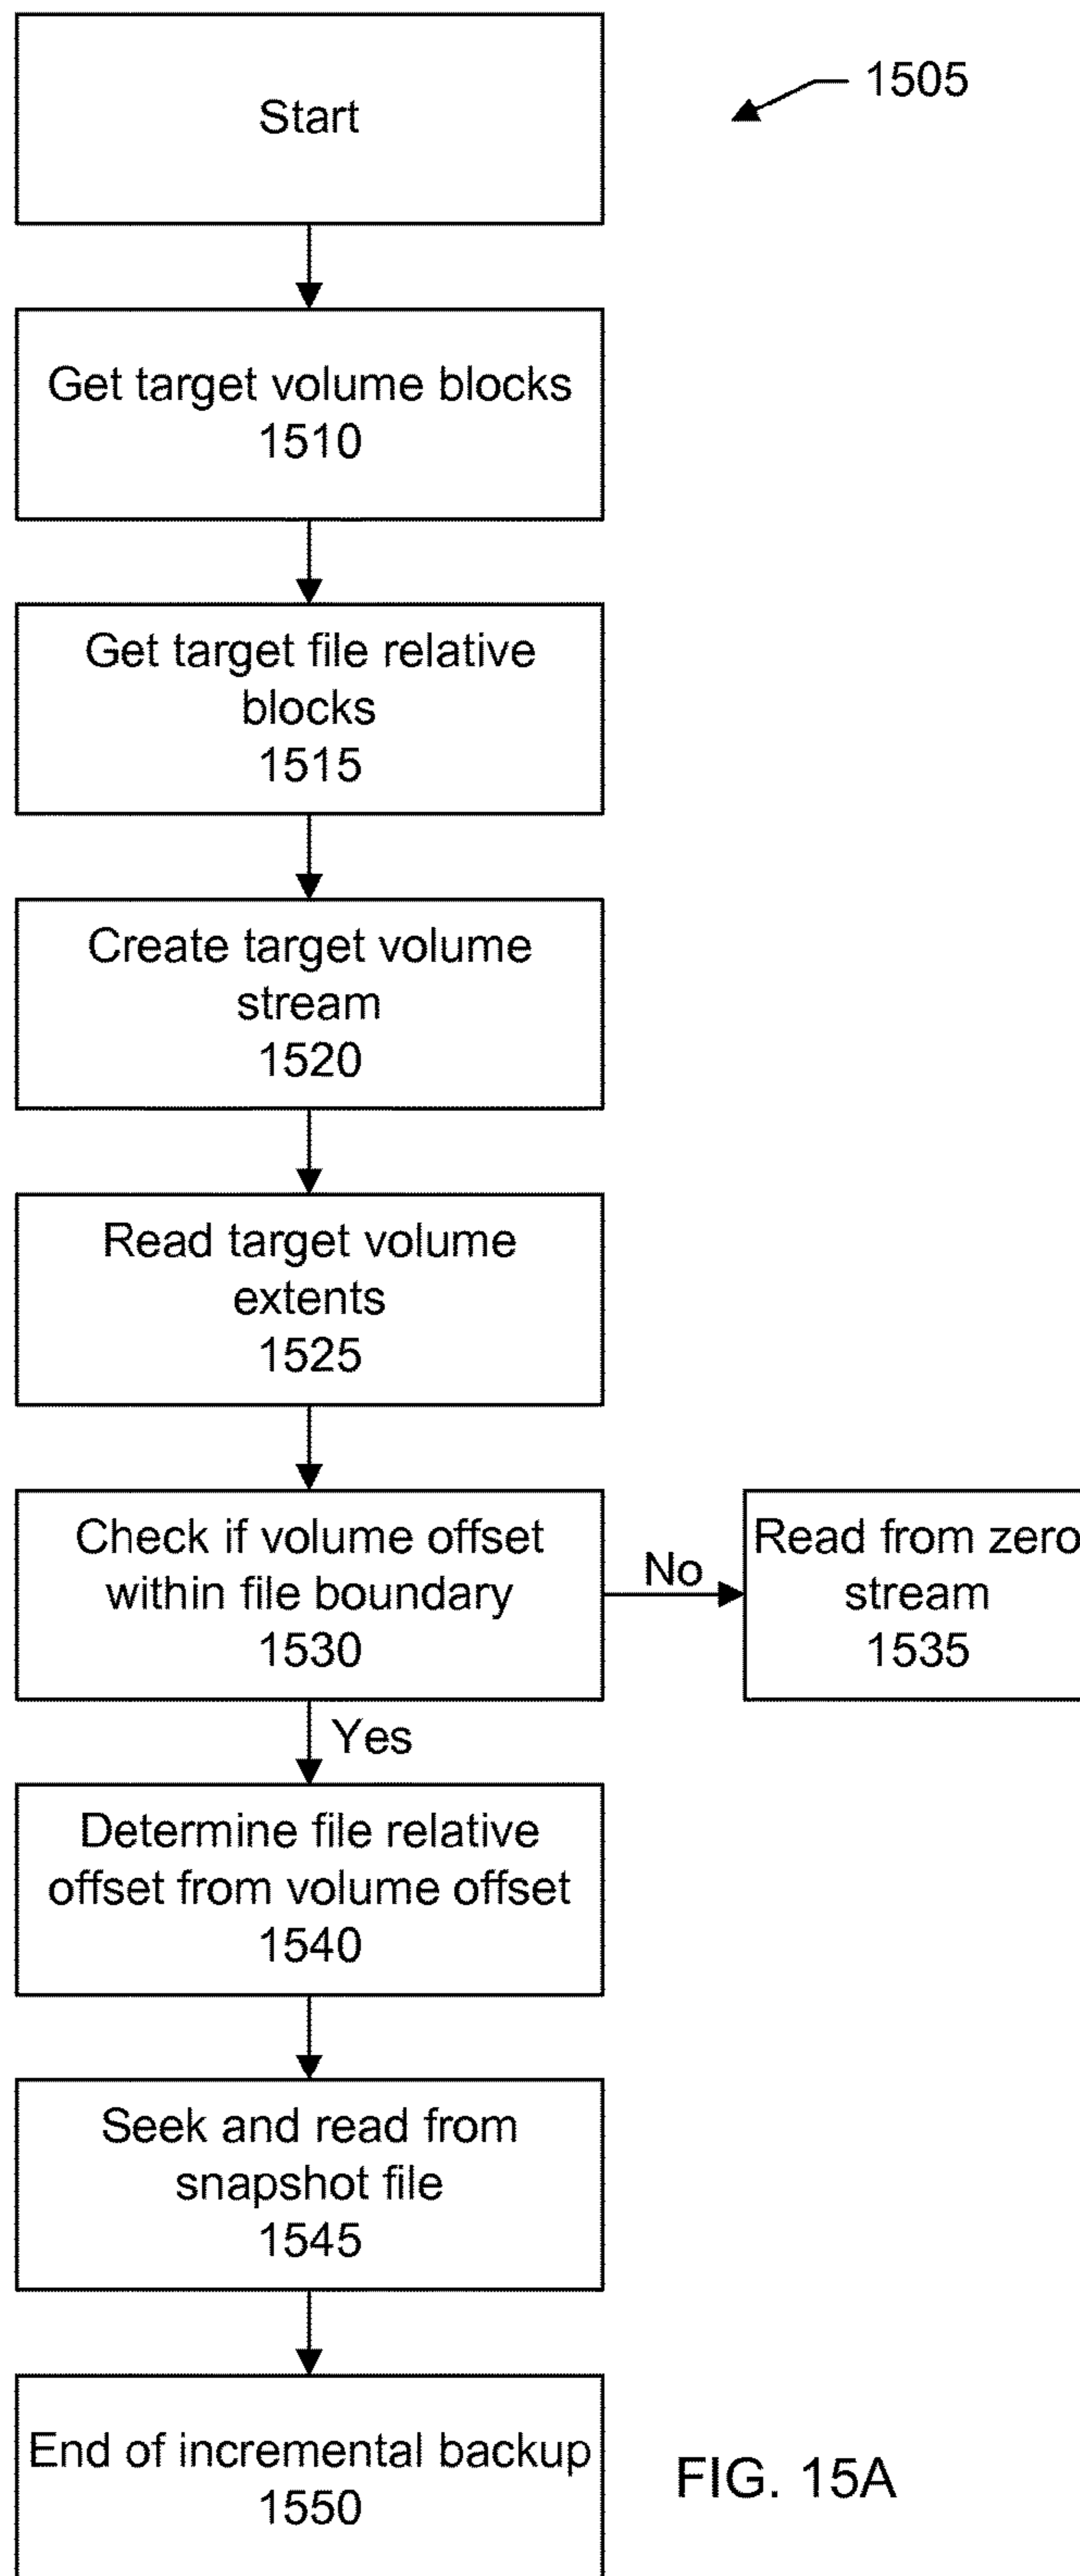 Start
1505
Get target volume blocks
1510
Get target file relative
blocks
1515
Create target volume
stream
1520
Read target volume
extents
1525
Check if volume offset
within file boundary
1530
No
Read from zero
stream
1535
Yes
Determine file relative
offset from volume offset
1540
Seek and read from
snapshot file
1545
End of incremental backup
1550
FIG. 15A